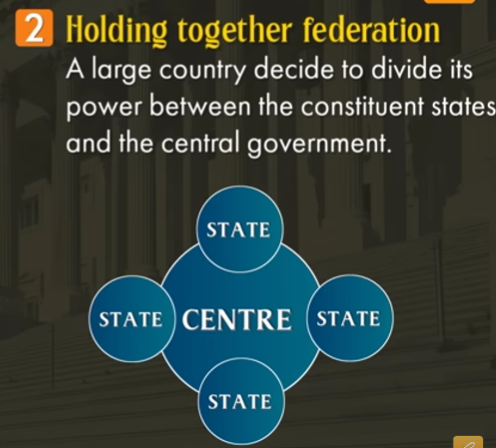 2 Holding together federation
A large country decide to divide its
power between the constituent states
and the central government.
STATE
STATE CENTRE STATE
STATE